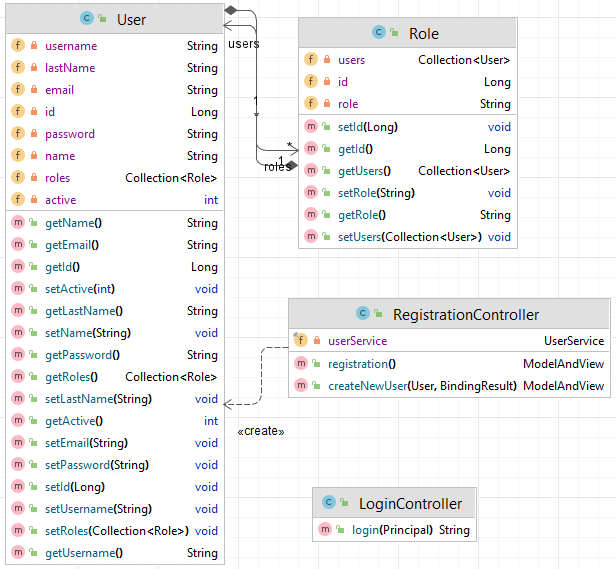 User
username String
lastName String
email String
id Long
password String
name String
roles Collection<Role>
active int
getName() String
getEmail() String
getId() Long
setActive(int) void
getLastName() String
setName(String) void
getPassword() String
getRoles() Collection<Role>
setLastName(String) void
getActive() int
setEmail(String) void
setPassword(String) void
setId(Long) void
setUsername(String) void
setRoles(Collection<Role>) void
getUsername() String
users
1
*
*
1
roles
Role
users Collection<User>
id Long
role String
setId(Long) void
getId() Long
getUsers() Collection<User>
setRole(String) void
getRole() String
setUsers(Collection<User>) void
RegistrationController
userService UserService
registration() ModelAndView
createNewUser(User, BindingResult) ModelAndView
«create»
LoginController
login(Principal) String